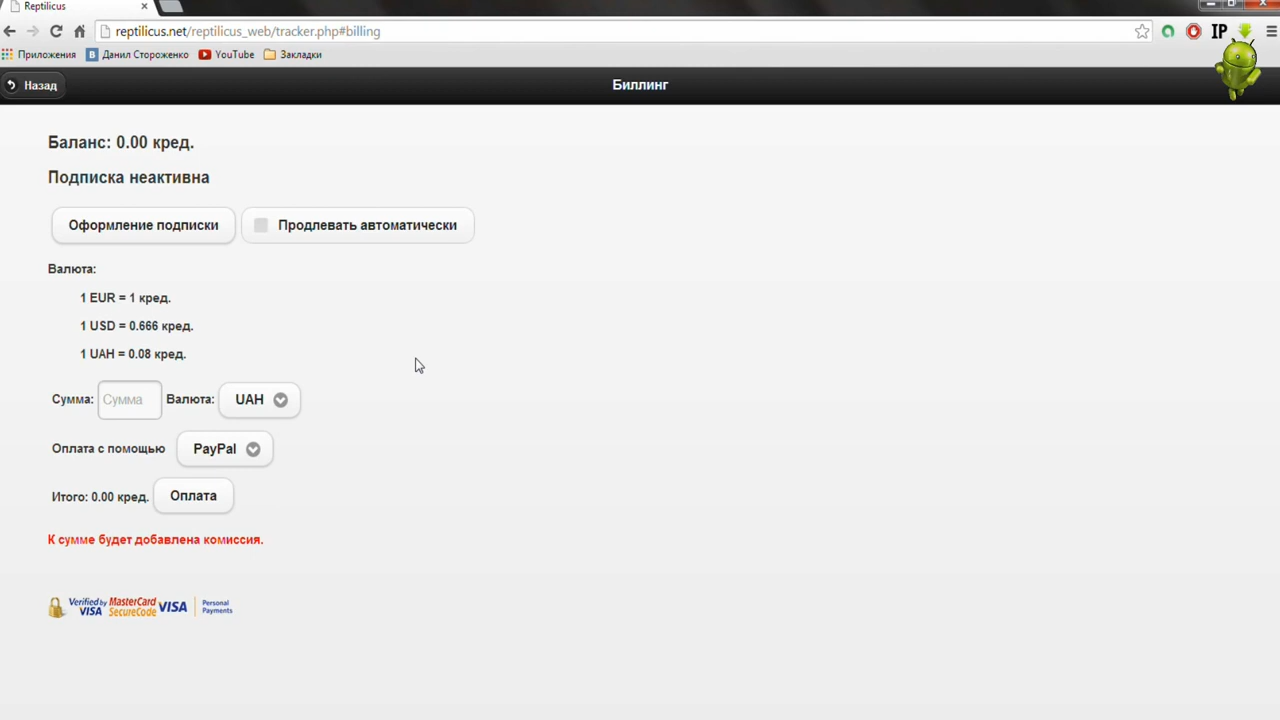 Reptilicus
reptilicus.net/reptilicus_web/tracker.php#billing
IP
Приложения Данил Стороженко YouTube Закладки
Назад
Биллинг
Баланс: 0.00 кред.
Подписка неактивна
Оформление подписки Продлевать автоматически
Валюта:
1 EUR = 1 кред.
1 USD = 0.666 кред.
1 UAH = 0.08 кред.
Сумма: Сумма Валюта: UAH
Оплата с помощью PayPal
Итого: 0.00 кред. Оплата
К сумме будет добавлена комиссия.
Verified by VISA MasterCard SecureCode VISA Personal Payments